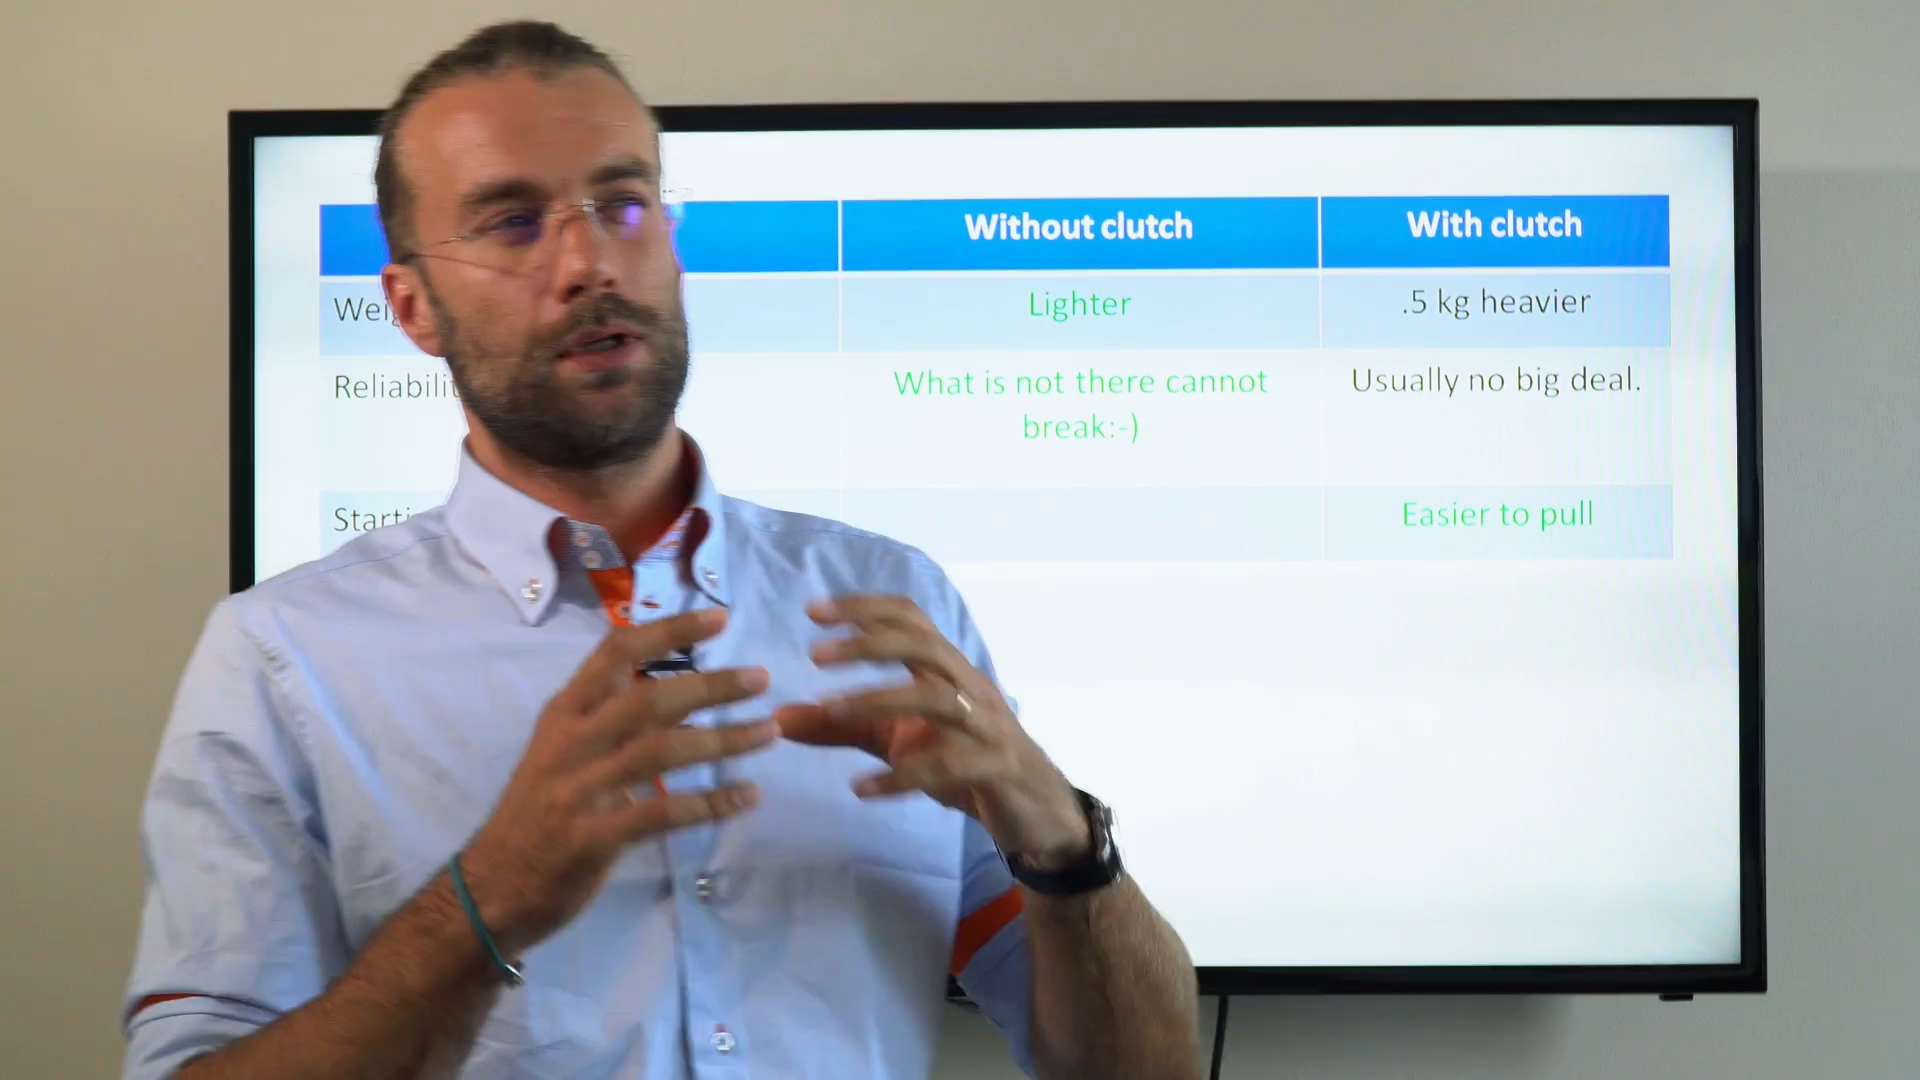 Without clutch With clutch
Lighter .5 kg heavier
What is not there cannot Usually no big deal.
break:-)
Easier to pull